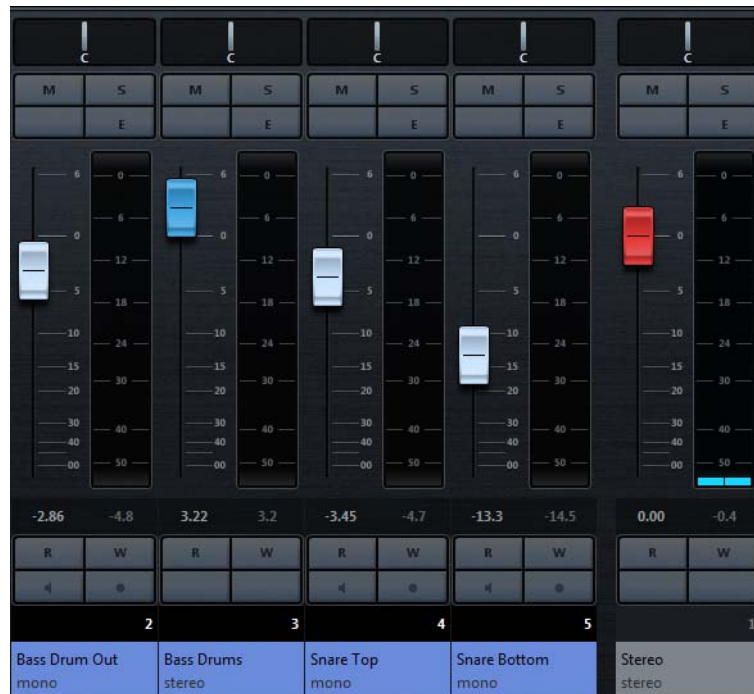 C C C C C
M S M S M S M S M S
E E E E E
6 0 6 0 6 0 6 0 6 0
6 6 6 6 6
0 0 0 0 0
12 12 12 12 12
5 18 5 18 5 18 5 18 5 18
10 24 10 24 10 24 10 24 10 24
15 15 15 15 15
20 30 20 30 20 30 20 30 20 30
30 30 30 30 30
40 40 40 40 40 40 40 40 40 40
00 50 00 50 00 50 00 50 00 50
-2.86 -4.8 3.22 3.2 -3.45 -4.7 -13.3 -14.5 0.00 -0.4
R W R W R W R W R W
2 3 4 5 1
Bass Drum Out Bass Drums Snare Top Snare Bottom Stereo
mono stereo mono mono stereo